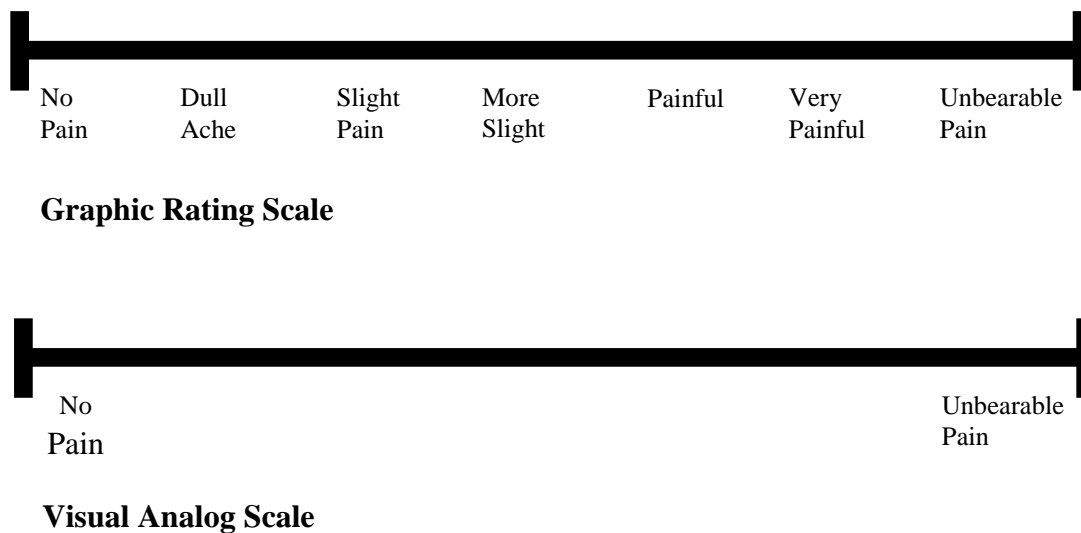 No Dull Slight More Painful Very Unbearable
Pain Ache Pain Slight Painful Pain
Graphic Rating Scale
No Unbearable
Pain Pain
Visual Analog Scale